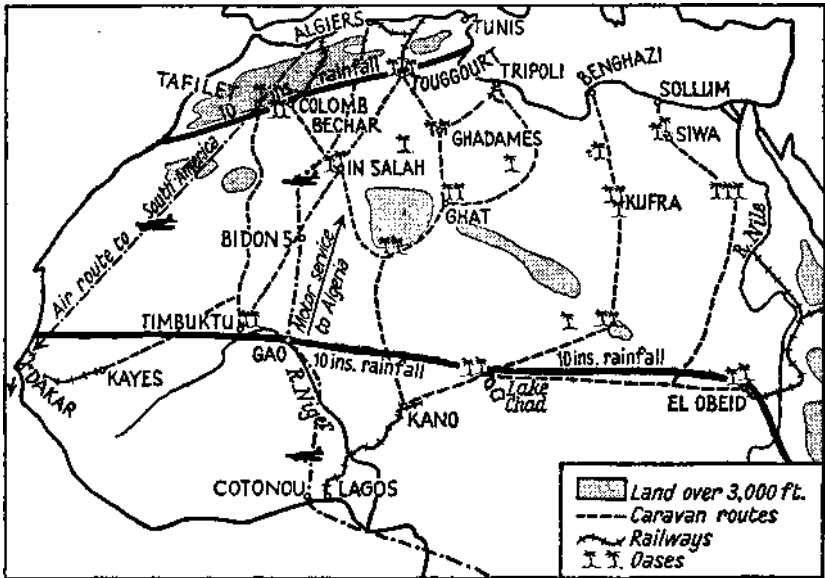 ALGIERS
TUNIS
TAFILET
10 ins. rainfall
TOUGGOURT
TRIPOLI
BENGHAZI
SOLLUM
COLOMB
BECHAR
GHADAMES
SIWA
IN SALAH
Air route to South America
GHAT
KUFRA
R. Nile
BIDON 5
Motor service
to Algeria
TIMBUKTU
GAO
10 ins. rainfall
10 ins. rainfall
DAKAR
KAYES
R. Niger
KANO
Lake
Chad
EL OBEID
COTONOU
LAGOS
Land over 3,000 ft.
Caravan routes
Railways
Oases